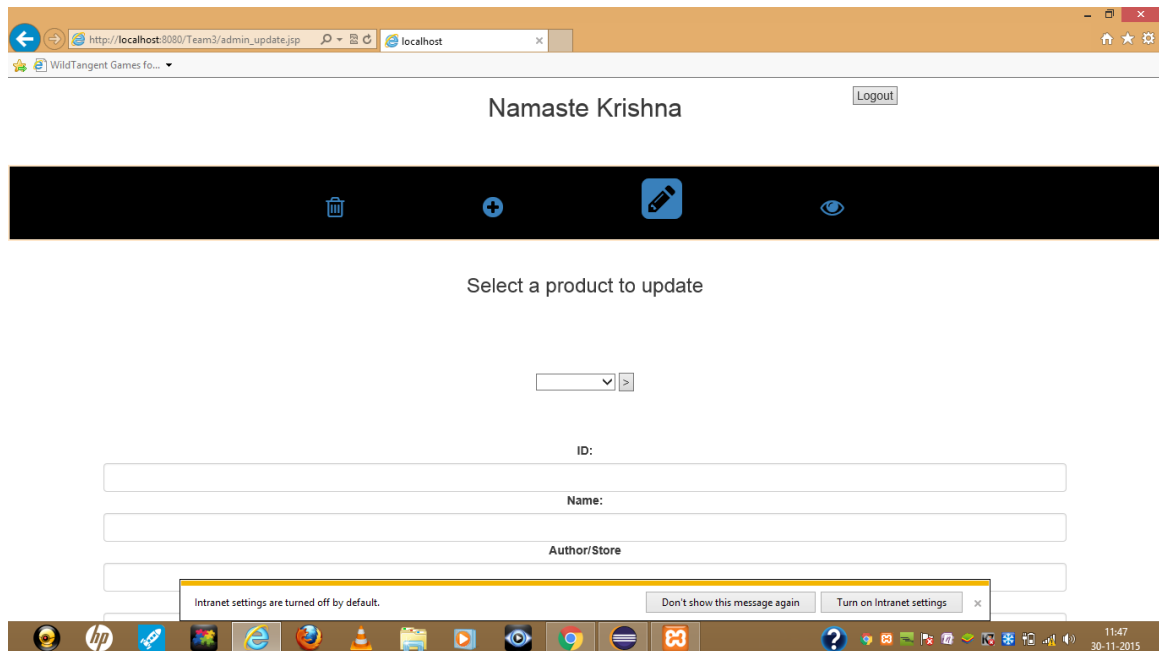 http://localhost:8080/Team3/admin_update.jsp
localhost
WildTangent Games fo...
Namaste Krishna
Logout
Select a product to update
>
ID:
Name:
Author/Store
Intranet settings are turned off by default.
Don't show this message again
Turn on Intranet settings
hp
11:47
30-11-2015